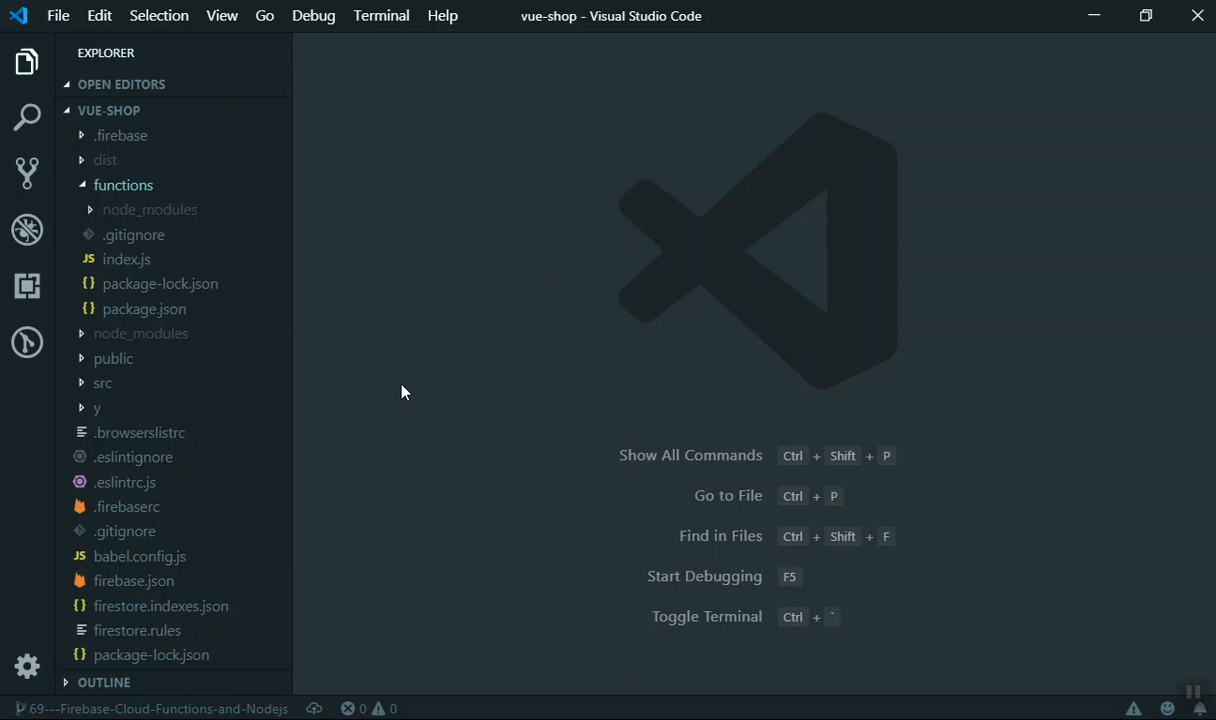 File Edit Selection View Go Debug Terminal Help vue-shop - Visual Studio Code
EXPLORER
OPEN EDITORS
VUE-SHOP
.firebase
dist
functions
node_modules
.gitignore
JS index.js
{} package-lock.json
{} package.json
node_modules
public
src
y
.browserslistrc
.eslintignore
.eslintrc.js
.firebaserc
.gitignore
JS babel.config.js
firebase.json
{} firestore.indexes.json
firestore.rules
{} package-lock.json
OUTLINE
Show All Commands Ctrl + Shift + P
Go to File Ctrl + P
Find in Files Ctrl + Shift + F
Start Debugging F5
Toggle Terminal Ctrl + `
69---Firebase-Cloud-Functions-and-Nodejs 0 0